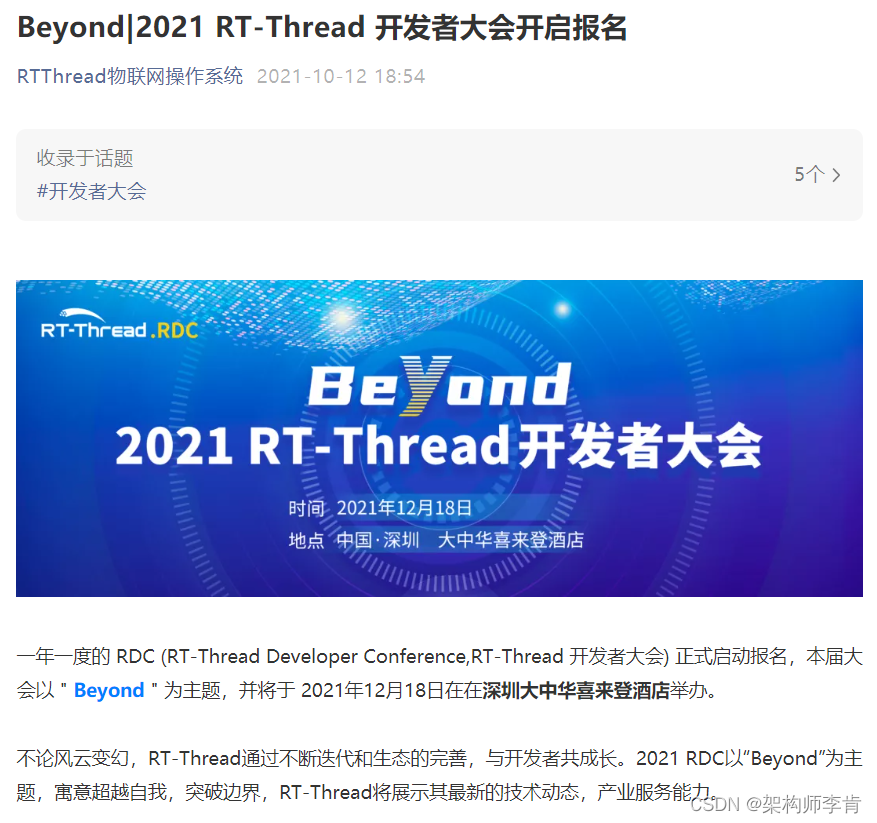 Beyond|2021 RT-Thread 开发者大会开启报名
RTThread物联网操作系统 2021-10-12 18:54
收录于话题
#开发者大会
5个 >
RT-Thread.RDC
Beyond
2021 RT-Thread开发者大会
时间 2021年12月18日
地点 中国·深圳 大中华喜来登酒店
一年一度的 RDC (RT-Thread Developer Conference,RT-Thread 开发者大会) 正式启动报名，本届大
会以 " Beyond " 为主题，并将于 2021年12月18日在在深圳大中华喜来登酒店举办。
不论风云变幻，RT-Thread通过不断迭代和生态的完善，与开发者共成长。2021 RDC以“Beyond”为主
题，寓意超越自我，突破边界，RT-Thread将展示其最新的技术动态，产业服务能力。
CSDN @架构师李肯